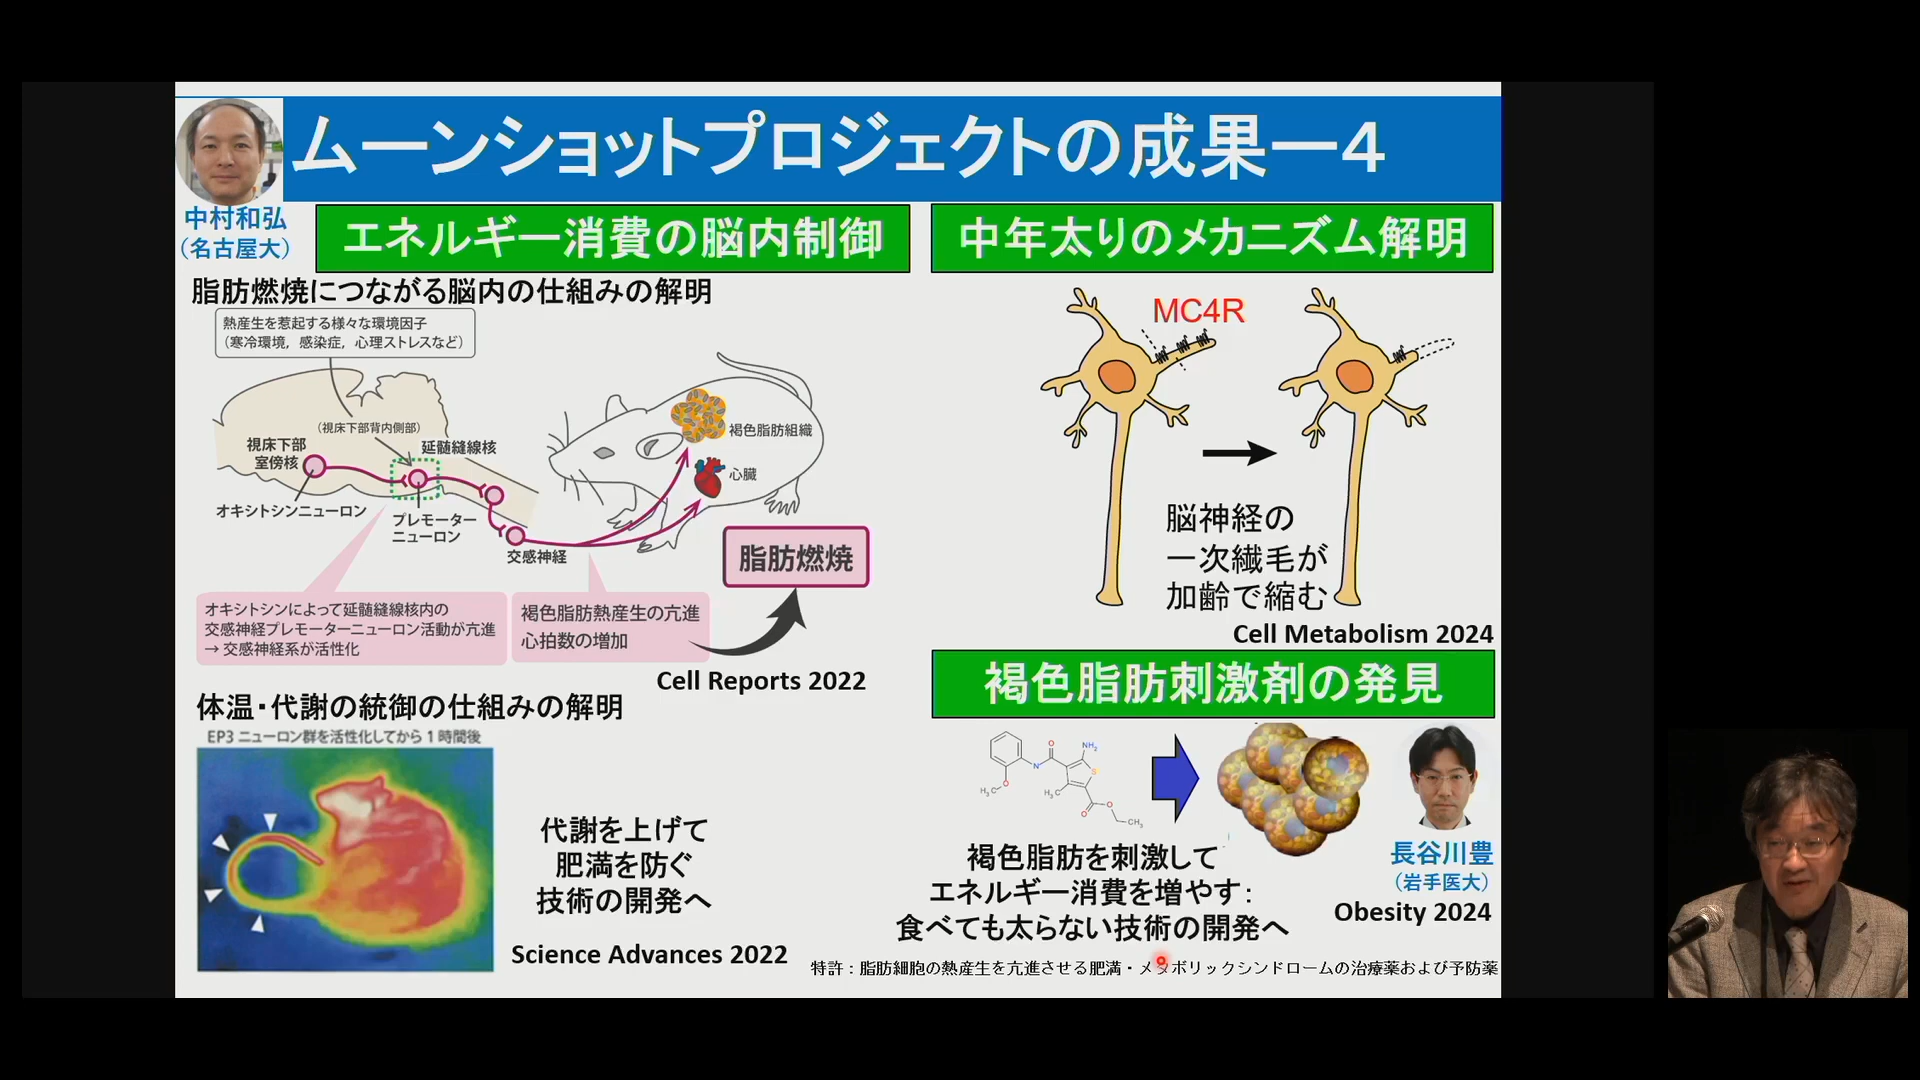 ムーンショットプロジェクトの成果ー4
中村和弘
（名古屋大）
エネルギー消費の脳内制御
脂肪燃焼につながる脳内の仕組みの解明
熱産生を惹起する様々な環境因子
（寒冷環境，感染症，心理ストレスなど）
（視床下部背内側部）
視床下部
室傍核
延髄縫線核
オキシトシンニューロン
プレモーター
ニューロン
交感神経
褐色脂肪組織
心臓
脂肪燃焼
オキシトシンによって延髄縫線核内の
交感神経プレモーターニューロン活動が亢進
→ 交感神経系が活性化
褐色脂肪熱産生の亢進
心拍数の増加
Cell Reports 2022
体温・代謝の統御の仕組みの解明
EP3 ニューロン群を活性化してから 1 時間後
代謝を上げて
肥満を防ぐ
技術の開発へ
Science Advances 2022
中年太りのメカニズム解明
MC4R
脳神経の
一次繊毛が
加齢で縮む
Cell Metabolism 2024
褐色脂肪刺激剤の発見
O
NH₂
N
S
H₃C
O
H₃C
O
O
CH₃
長谷川豊
（岩手医大）
褐色脂肪を刺激して
エネルギー消費を増やす：
食べても太らない技術の開発へ
Obesity 2024
特許：脂肪細胞の熱産生を亢進させる肥満・メタボリックシンドロームの治療薬および予防薬